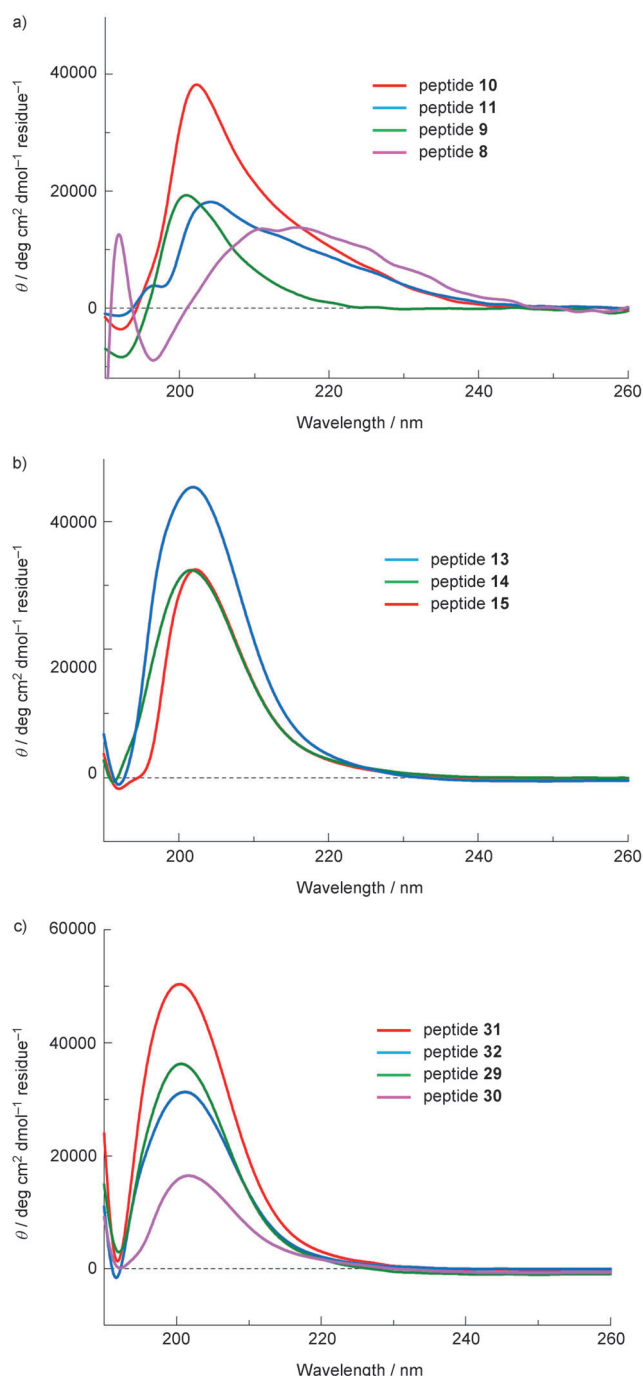 a)
θ / deg cm² dmol⁻¹ residue⁻¹
40000
20000
0
peptide 10
peptide 11
peptide 9
peptide 8
200 220 240 260
Wavelength / nm
b)
θ / deg cm² dmol⁻¹ residue⁻¹
40000
20000
0
peptide 13
peptide 14
peptide 15
200 220 240 260
Wavelength / nm
c)
θ / deg cm² dmol⁻¹ residue⁻¹
60000
40000
20000
0
peptide 31
peptide 32
peptide 29
peptide 30
200 220 240 260
Wavelength / nm